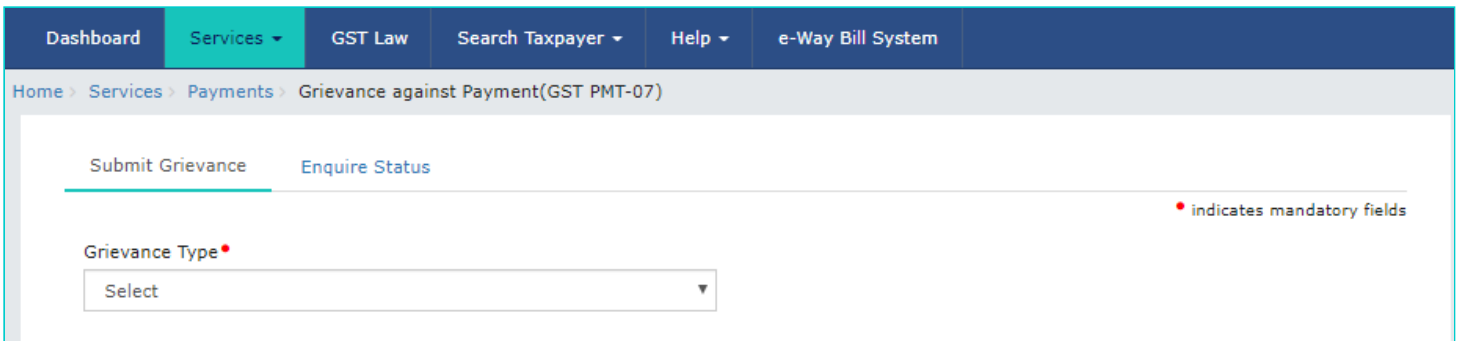 Dashboard Services GST Law Search Taxpayer Help e-Way Bill System
Home > Services > Payments > Grievance against Payment(GST PMT-07)
Submit Grievance Enquire Status
• indicates mandatory fields
Grievance Type•
Select